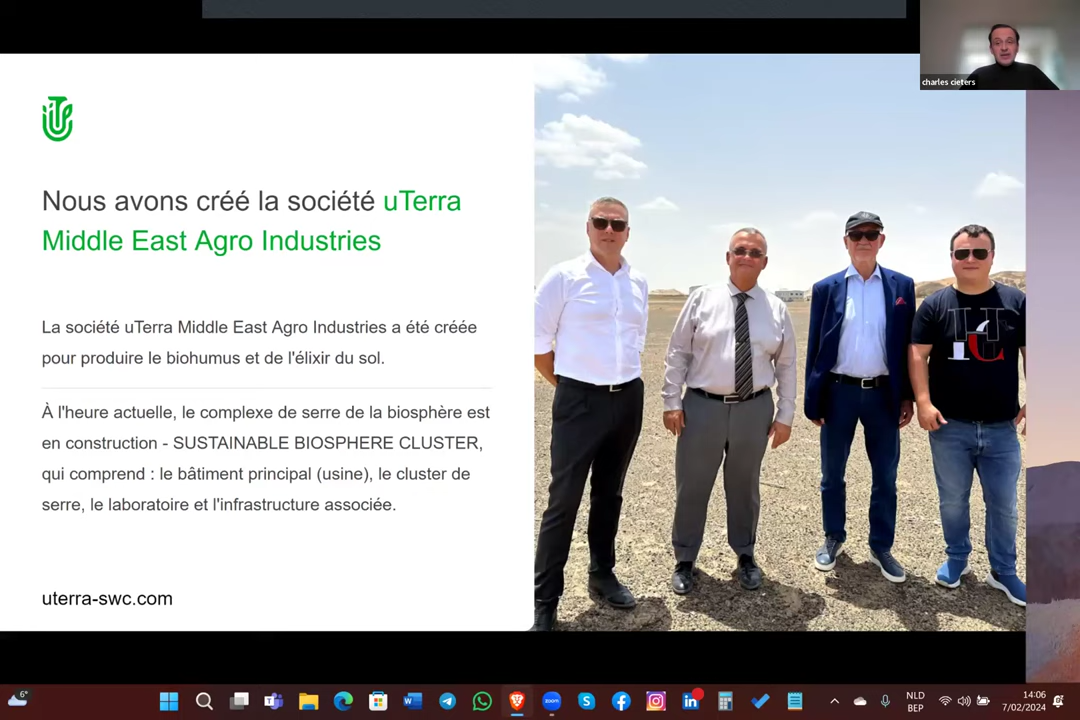 charles cieters
Nous avons créé la société uTerra
Middle East Agro Industries
La société uTerra Middle East Agro Industries a été créée
pour produire le biohumus et de l'élixir du sol.
À l'heure actuelle, le complexe de serre de la biosphère est
en construction - SUSTAINABLE BIOSPHERE CLUSTER,
qui comprend : le bâtiment principal (usine), le cluster de
serre, le laboratoire et l'infrastructure associée.
uterra-swc.com
6°
zoom
NLD
BEP
14:06
7/02/2024